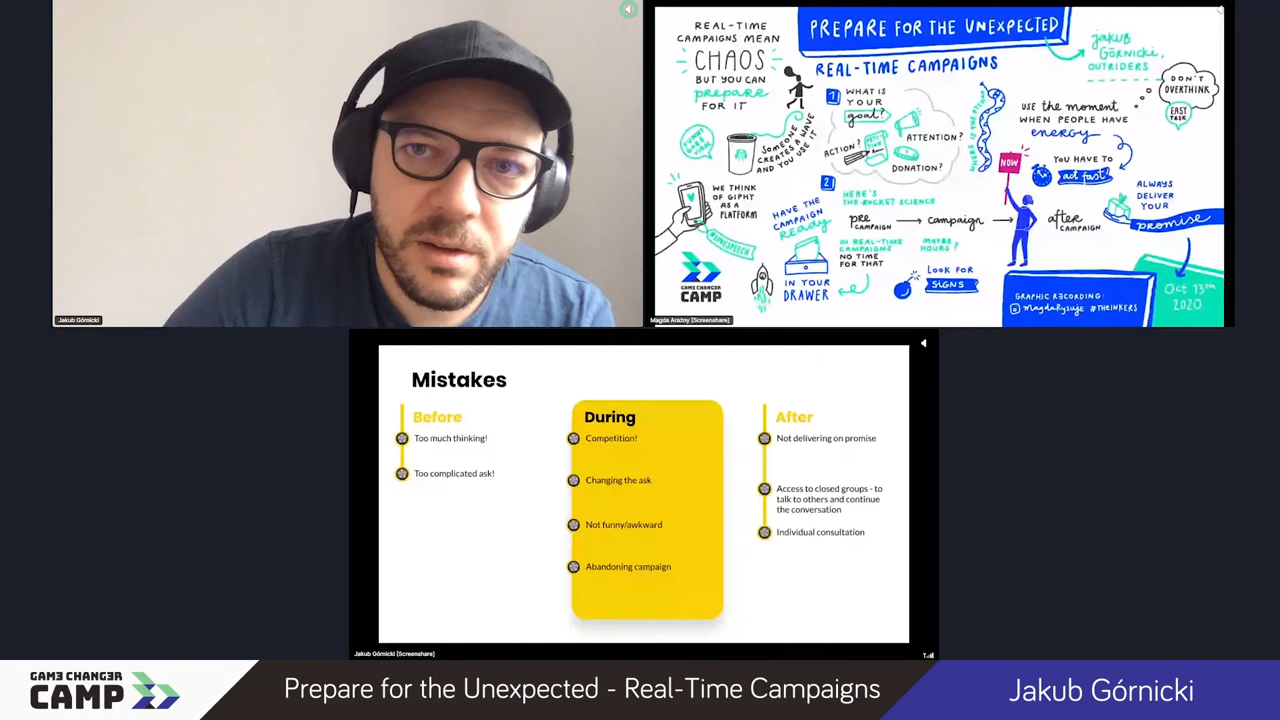 Jakub Górnicki
REAL-TIME
CAMPAIGNS MEAN
CHAOS
BUT YOU CAN
prepare
FOR IT
PREPARE FOR THE UNEXPECTED
REAL-TIME CAMPAIGNS
jakub
GÓRNICKI,
OUTRIDERS
DON'T
OVERTHINK
EASY
TASK
1
WHAT IS
YOUR
goal?
ACTION?
ATTENTION?
DONATION?
SOMEONE
CREATES A WAVE
AND YOU USE IT
USE the moment
WHEN PEOPLE HAVE
energy
NOW
YOU HAVE TO
act fast!
ALWAYS
DELIVER
YOUR
promise
WE THINK
OF GIPHY
AS A
PLATFORM
2
HAVE THE
CAMPAIGN
READY
IN YOUR
DRAWER
HERE'S
THE ROCKET SCIENCE
pre
CAMPAIGN
campaign
after
CAMPAIGN
IN REAL-TIME
CAMPAIGNS
NO TIME
FOR THAT
MAYBE
HOURS?
LOOK FOR
SIGNS
GAME CHANGER
CAMP
GRAPHIC RECORDING:
magdaRysuje #THEINKERS
Oct 13TH
2020
Magda Arażny [Screenshare]
Mistakes
Before
Too much thinking!
Too complicated ask!
During
Competition!
Changing the ask
Not funny/awkward
Abandoning campaign
After
Not delivering on promise
Access to closed groups - to
talk to others and continue
the conversation
Individual consultation
Jakub Górnicki [Screenshare]
GAM3 CHANG3R
CAMP
Prepare for the Unexpected - Real-Time Campaigns
Jakub Górnicki